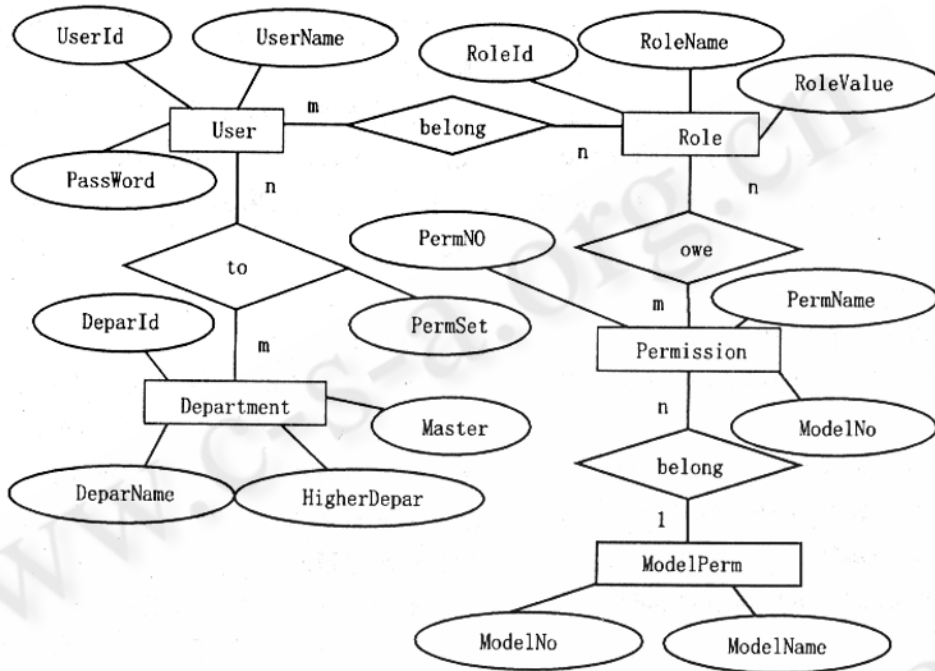 UserId
UserName
RoleId
RoleName
RoleValue
User
m
belong
n
Role
PassWord
n
n
PermNO
to
owe
PermName
DeparId
PermSet
m
m
Permission
Department
Master
n
ModelNo
DeparName
HigherDepar
belong
1
ModelPerm
ModelNo
ModelName
www.c-s-a.org.cn